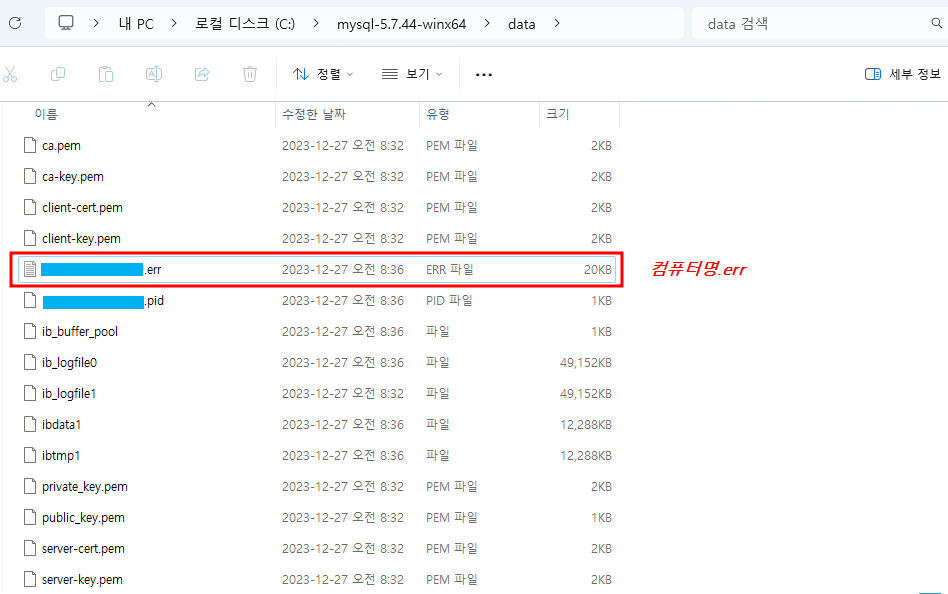 내 PC > 로컬 디스크 (C:) > mysql-5.7.44-winx64 > data > data 검색
정렬 보기 ... 세부 정보
이름 수정한 날짜 유형 크기
ca.pem 2023-12-27 오전 8:32 PEM 파일 2KB
ca-key.pem 2023-12-27 오전 8:32 PEM 파일 2KB
client-cert.pem 2023-12-27 오전 8:32 PEM 파일 2KB
client-key.pem 2023-12-27 오전 8:32 PEM 파일 2KB
.err 2023-12-27 오전 8:36 ERR 파일 20KB 컴퓨터명.err
.pid 2023-12-27 오전 8:36 PID 파일 1KB
ib_buffer_pool 2023-12-27 오전 8:36 파일 1KB
ib_logfile0 2023-12-27 오전 8:36 파일 49,152KB
ib_logfile1 2023-12-27 오전 8:32 파일 49,152KB
ibdata1 2023-12-27 오전 8:36 파일 12,288KB
ibtmp1 2023-12-27 오전 8:36 파일 12,288KB
private_key.pem 2023-12-27 오전 8:32 PEM 파일 2KB
public_key.pem 2023-12-27 오전 8:32 PEM 파일 1KB
server-cert.pem 2023-12-27 오전 8:32 PEM 파일 2KB
server-key.pem 2023-12-27 오전 8:32 PEM 파일 2KB